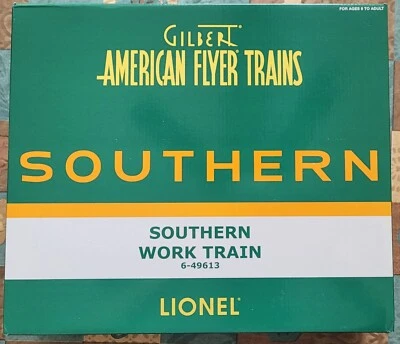 FOR AGES 8 TO ADULT
GILBERT
AMERICAN FLYER TRAINS
SOUTHERN
SOUTHERN
WORK TRAIN
6-49613
LIONEL